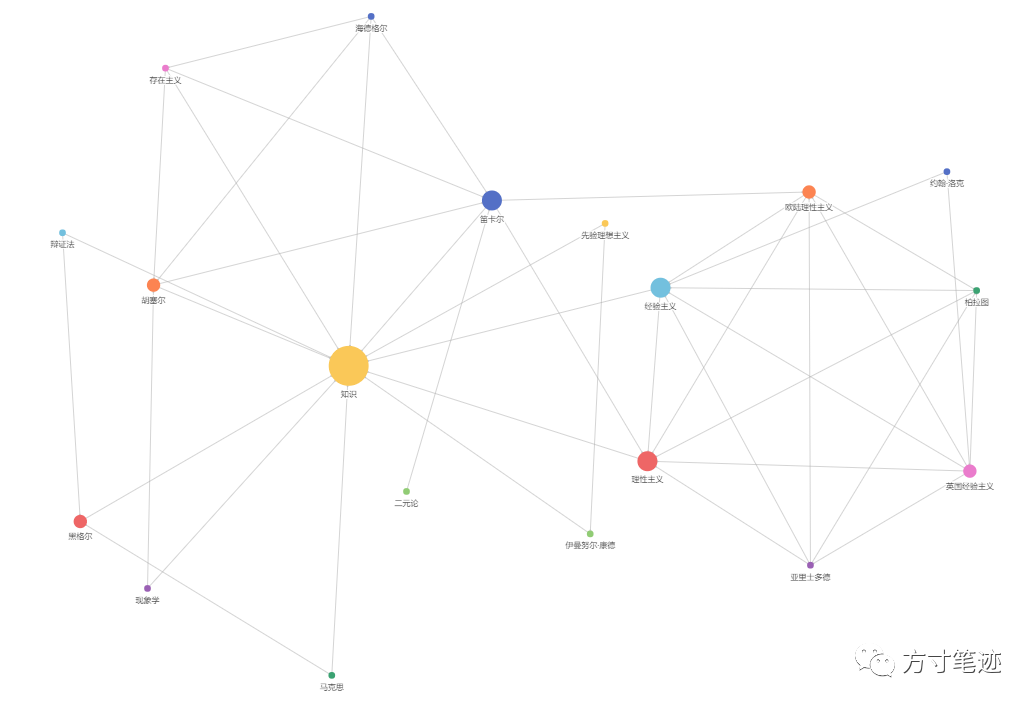 海德格尔
存在主义
约翰·洛克
欧陆理性主义
笛卡尔
先验理想主义
辩证法
胡塞尔
经验主义
柏拉图
知识
理性主义
英国经验主义
二元论
黑格尔
伊曼努尔·康德
亚里士多德
现象学
马克思
方寸笔迹